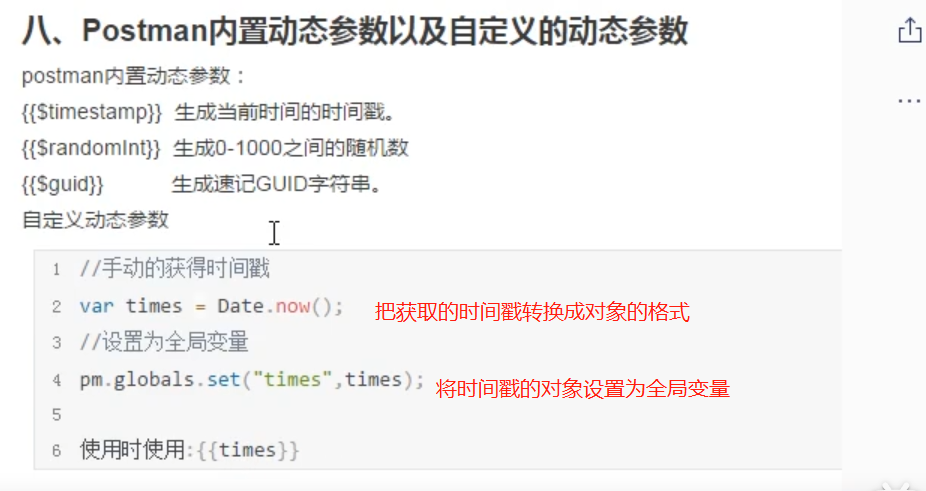 八、Postman内置动态参数以及自定义的动态参数
postman内置动态参数：
{{$timestamp}} 生成当前时间的时间戳。
{{$randomInt}} 生成0-1000之间的随机数
{{$guid}} 生成速记GUID字符串。
自定义动态参数
1 //手动的获得时间戳
2 var times = Date.now(); 把获取的时间戳转换成对象的格式
3 //设置为全局变量
4 pm.globals.set("times",times); 将时间戳的对象设置为全局变量
5
6 使用时使用:{{times}}